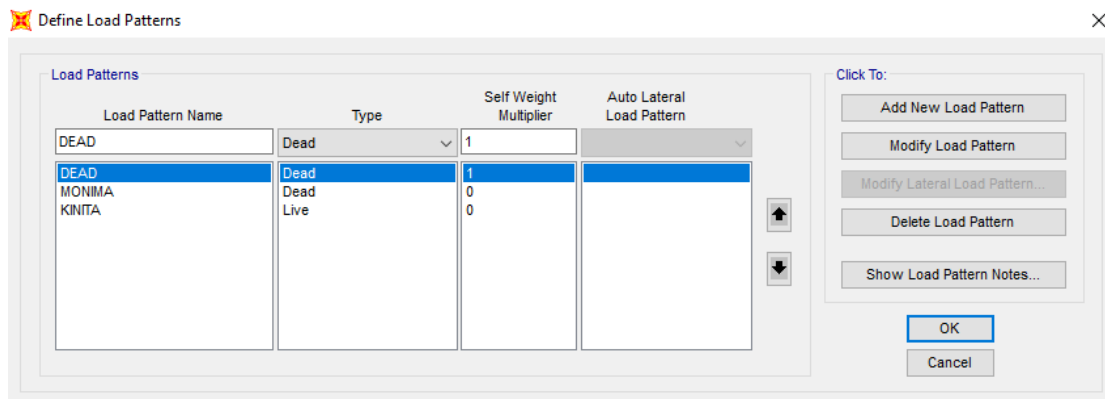 Define Load Patterns
Load Patterns
Click To:
Load Pattern Name
Type
Self Weight
Multiplier
Auto Lateral
Load Pattern
DEAD
Dead
1
DEAD Dead 1
MONIMA Dead 0
KINITA Live 0
Add New Load Pattern
Modify Load Pattern
Modify Lateral Load Pattern...
Delete Load Pattern
Show Load Pattern Notes...
OK
Cancel